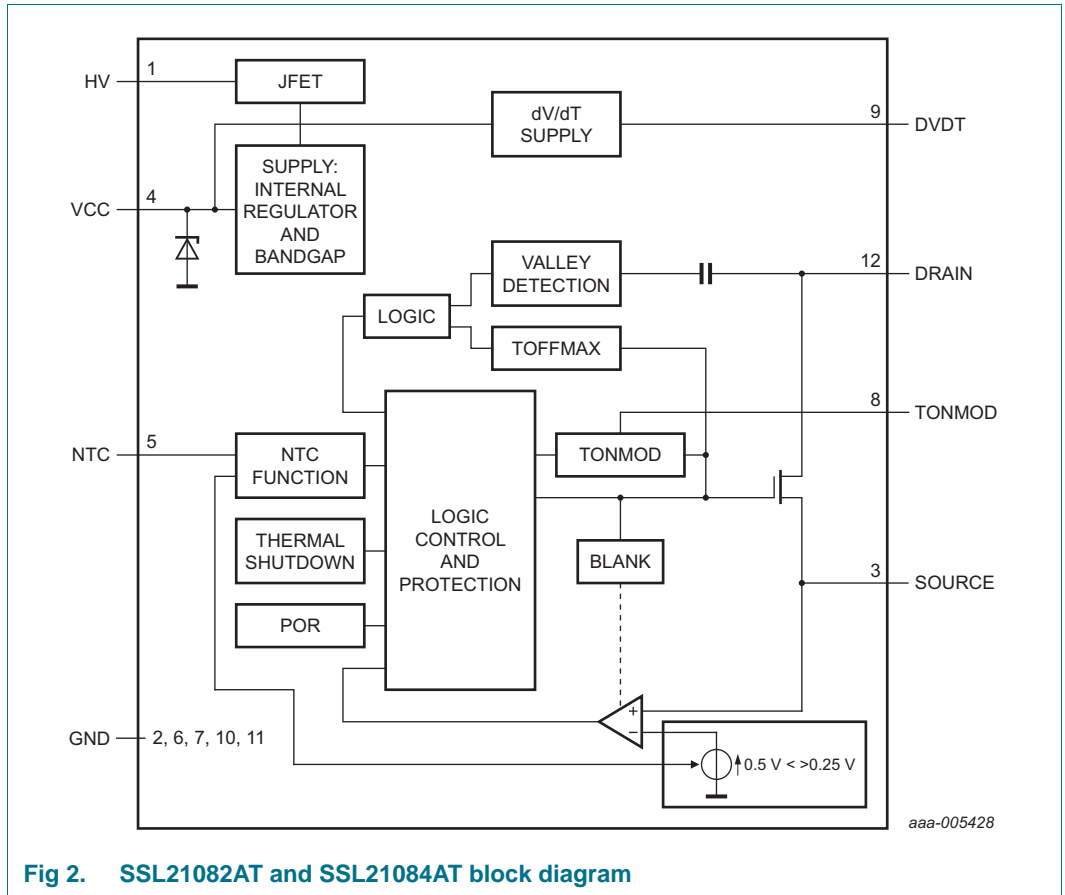 HV
1
JFET
dV/dT
SUPPLY
9
DVDT
SUPPLY:
INTERNAL
REGULATOR
AND
BANDGAP
VCC
4
VALLEY
DETECTION
12
DRAIN
LOGIC
TOFFMAX
8
TONMOD
NTC
5
NTC
FUNCTION
TONMOD
LOGIC
CONTROL
AND
PROTECTION
THERMAL
SHUTDOWN
BLANK
3
SOURCE
POR
+
−
GND
2, 6, 7, 10, 11
0.5 V < >0.25 V
aaa-005428
Fig 2. SSL21082AT and SSL21084AT block diagram